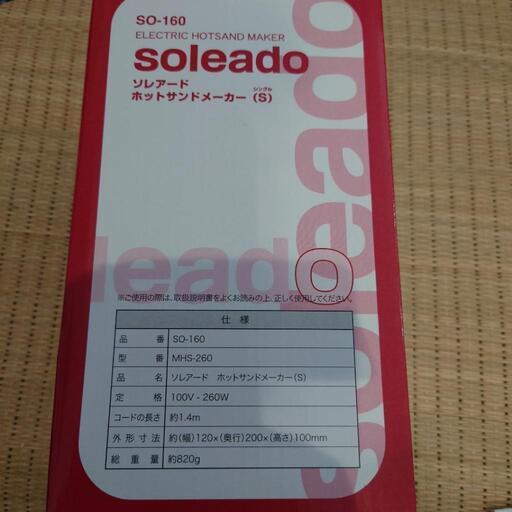 SO-160
ELECTRIC HOTSAND MAKER
soleado
ソレアード
ホットサンドメーカー（S）
シングル
soleado
leado
※ご使用の際は、取扱説明書をよくお読みの上、正しく使用してください。
仕 様
品 番 SO-160
型 番 MHS-260
品 名 ソレアード ホットサンドメーカー（S）
定 格 100V - 260W
コードの長さ 約1.4m
外 形 寸 法 約（幅）120×（奥行）200×（高さ）100mm
総 重 量 約820g